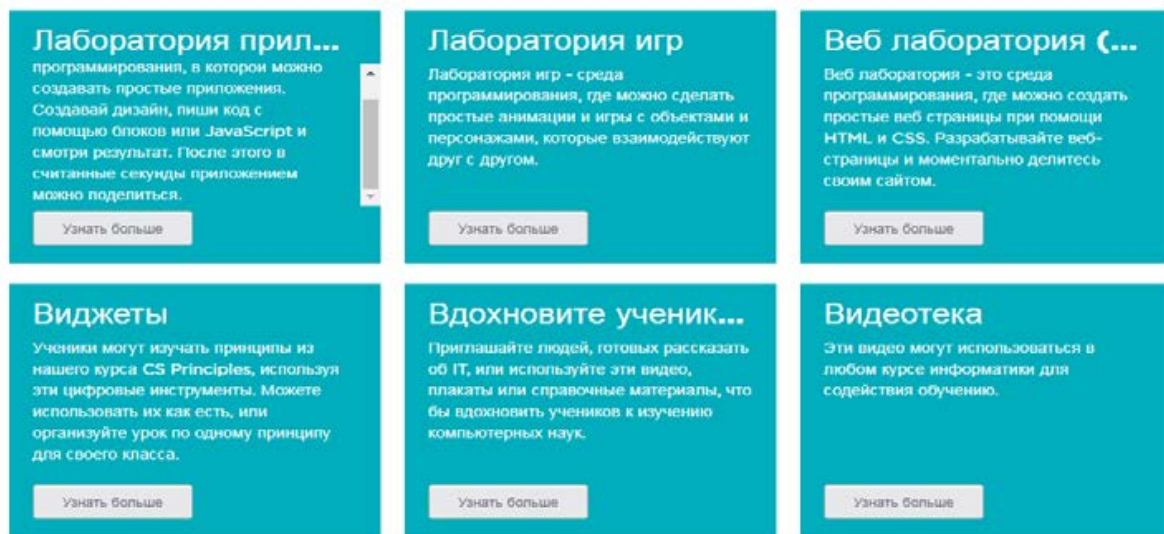 Лаборатория прил...
программирования, в которой можно
создавать простые приложения.
Создавай дизайн, пиши код с
помощью блоков или JavaScript и
смотри результат. После этого в
считанные секунды приложением
можно поделиться.
Узнать больше
Лаборатория игр
Лаборатория игр - среда
программирования, где можно сделать
простые анимации и игры с объектами и
персонажами, которые взаимодействуют
друг с другом.
Узнать больше
Веб лаборатория (...
Веб лаборатория - это среда
программирования, где можно создать
простые веб страницы при помощи
HTML и CSS. Разрабатывайте веб-
страницы и моментально делитесь
своим сайтом.
Узнать больше
Виджеты
Ученики могут изучать принципы из
нашего курса CS Principles, используя
эти цифровые инструменты. Можете
использовать их как есть, или
организуйте урок по одному принципу
для своего класса.
Узнать больше
Вдохновите ученик...
Приглашайте людей, готовых рассказать
об IT, или используйте эти видео,
плакаты или справочные материалы, что
бы вдохновить учеников к изучению
компьютерных наук.
Узнать больше
Видеотека
Эти видео могут использоваться в
любом курсе информатики для
содействия обучению.
Узнать больше